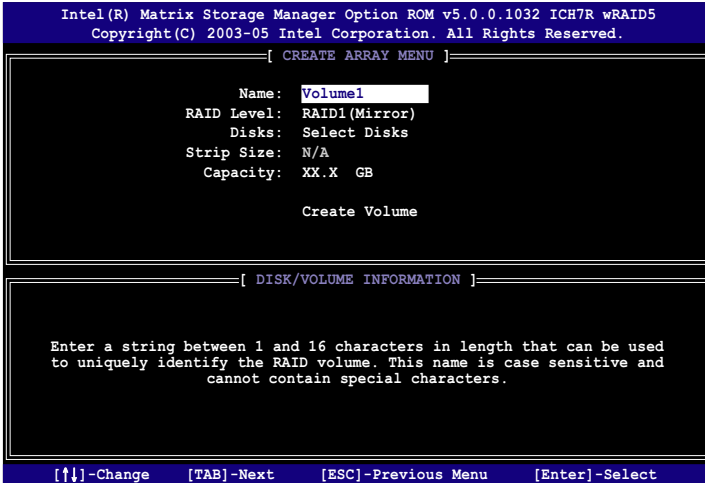 Intel(R) Matrix Storage Manager Option ROM v5.0.0.1032 ICH7R wRAID5
Copyright(C) 2003-05 Intel Corporation. All Rights Reserved.
[ CREATE ARRAY MENU ]
Name: Volume1
RAID Level: RAID1(Mirror)
Disks: Select Disks
Strip Size: N/A
Capacity: XX.X GB
Create Volume
[ DISK/VOLUME INFORMATION ]
Enter a string between 1 and 16 characters in length that can be used
to uniquely identify the RAID volume. This name is case sensitive and
cannot contain special characters.
[↑↓]-Change [TAB]-Next [ESC]-Previous Menu [Enter]-Select